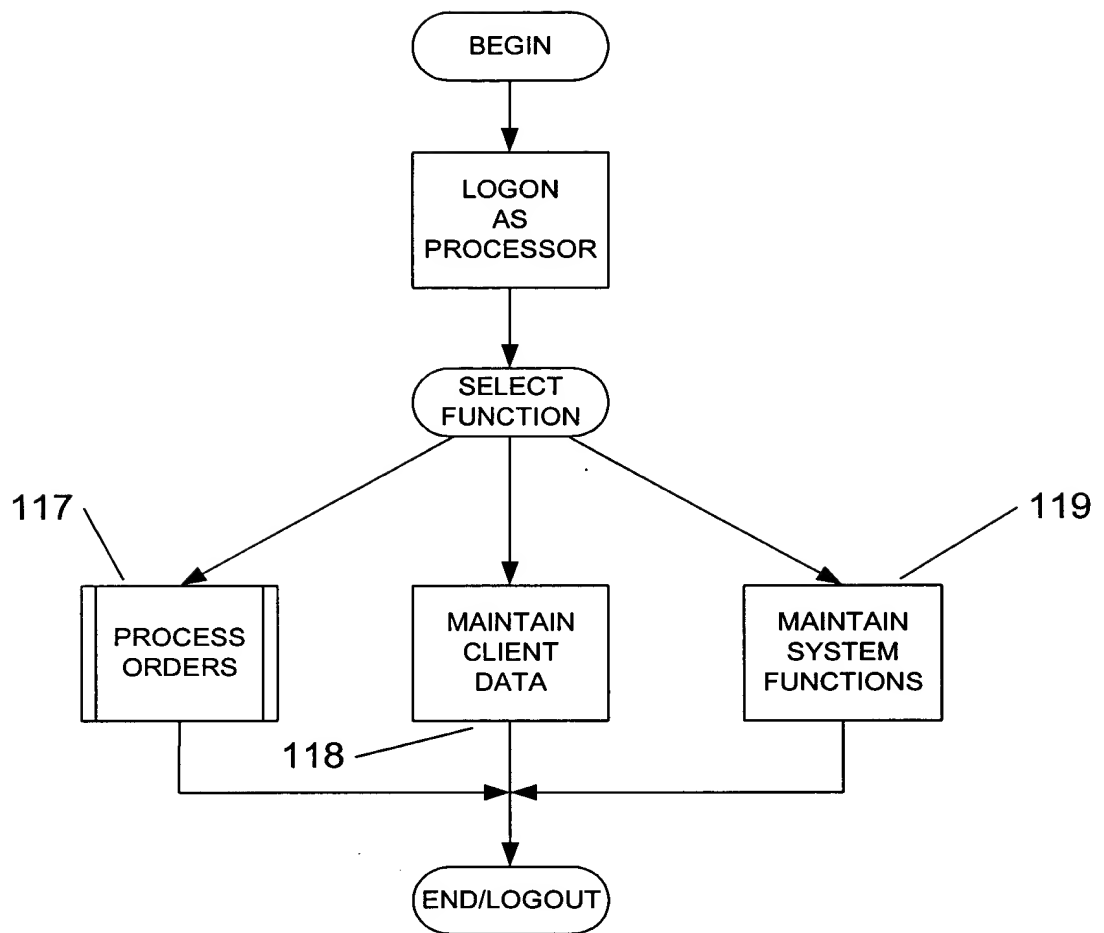 BEGIN
LOGON
AS
PROCESSOR
SELECT
FUNCTION
117
119
PROCESS
ORDERS
MAINTAIN
CLIENT
DATA
MAINTAIN
SYSTEM
FUNCTIONS
118
END/LOGOUT